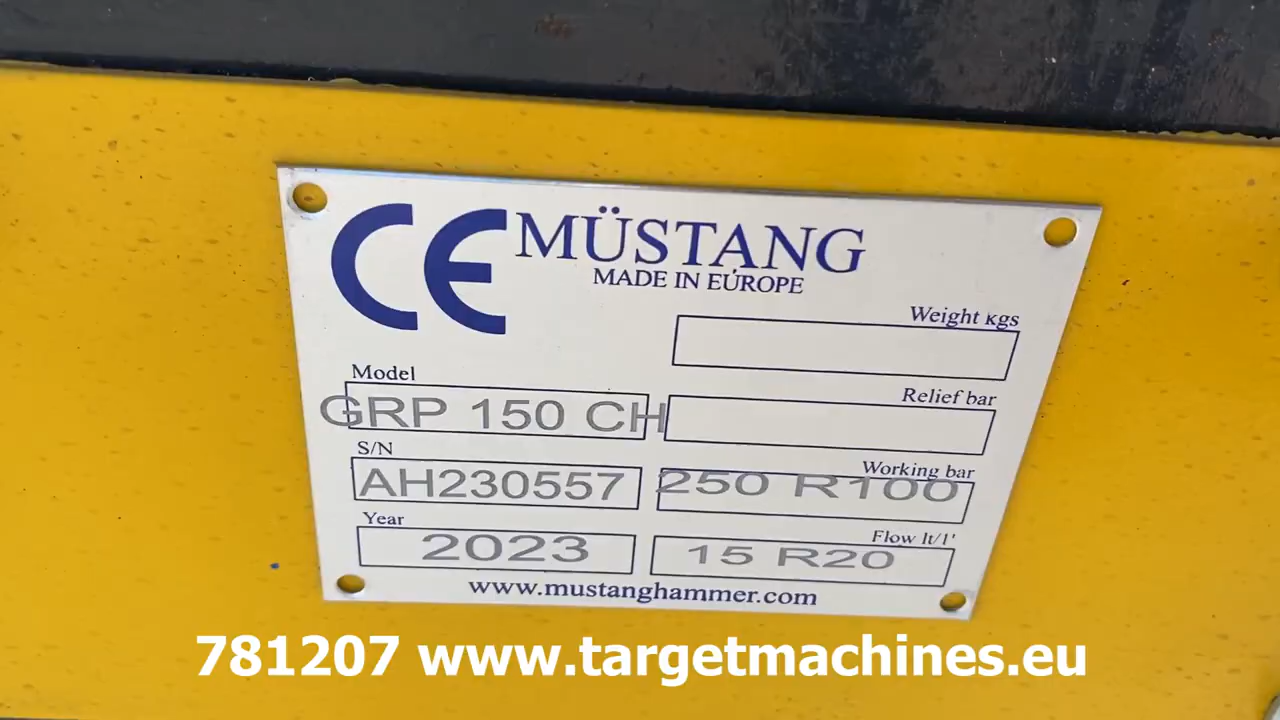 CE MÜSTANG
MADE IN EUROPE
Weight kgs
Model
Relief bar
GRP 150 CH
S/N
Working bar
AH230557
250 R100
Year
Flow lt/1'
2023
15 R20
www.mustanghammer.com
781207 www.targetmachines.eu